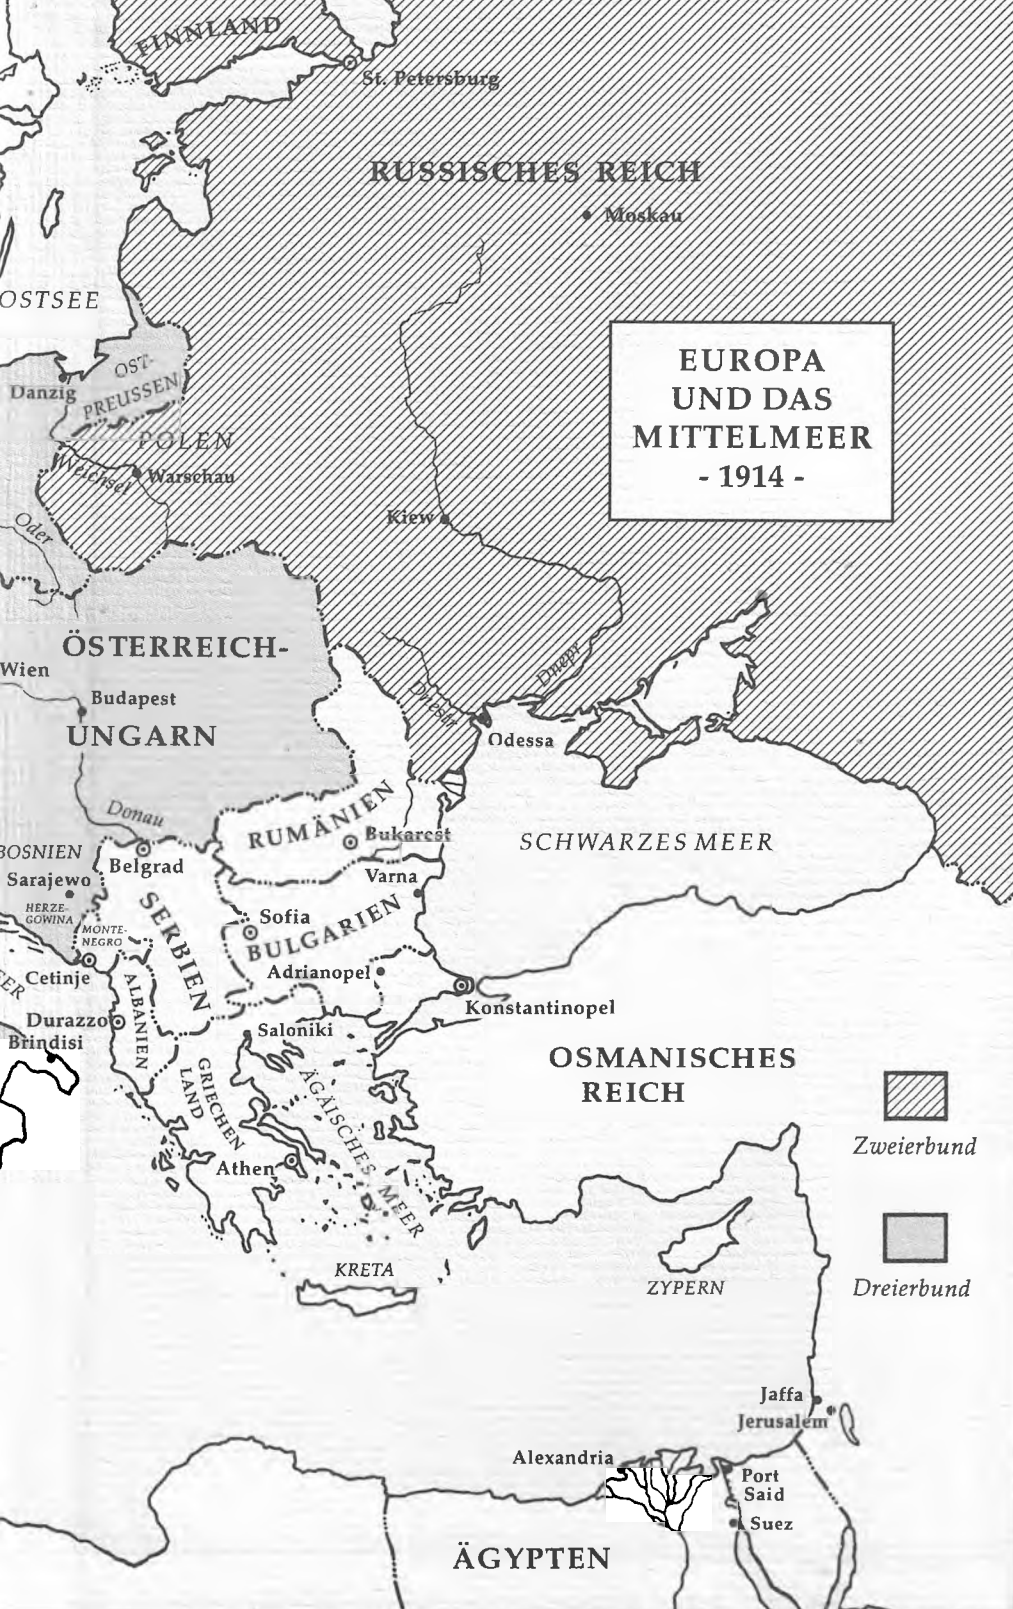 FINNLAND
St. Petersburg
RUSSISCHES REICH
Moskau
OSTSEE
EUROPA
UND DAS
MITTELMEER
- 1914 -
OST-
PREUSSEN
Danzig
POLEN
Weichsel
Warschau
Oder
Kiew
ÖSTERREICH-
Wien
Budapest
UNGARN
Dnepr
Dnestr
Odessa
Donau
RUMÄNIEN
Bukarest
SCHWARZES MEER
BOSNIEN
Belgrad
Sarajewo
HERZE-
GOWINA
MONTE-
NEGRO
Varna
SERBIEN
Sofia
BULGARIEN
Adrianopel
Cetinje
EER
ALBANIEN
Konstantinopel
Durazzo
Brindisi
Saloniki
OSMANISCHES
REICH
GRIECHEN
LAND
ÄGÄISCHES MEER
Athen
Zweierbund
KRETA
ZYPERN
Dreierbund
Jaffa
Jerusalem
Alexandria
Port
Said
Suez
ÄGYPTEN